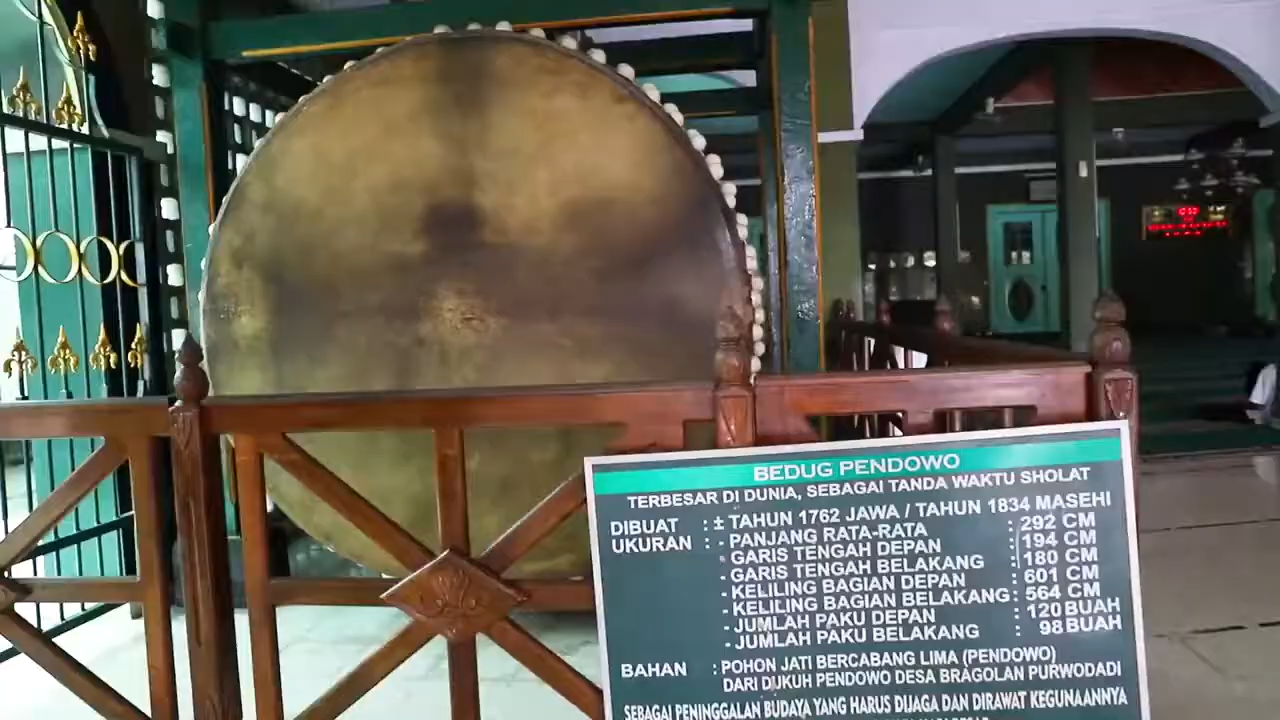 BEDUG PENDOWO
TERBESAR DI DUNIA, SEBAGAI TANDA WAKTU SHOLAT
DIBUAT : ± TAHUN 1762 JAWA / TAHUN 1834 MASEHI
UKURAN : - PANJANG RATA-RATA : 292 CM
- GARIS TENGAH DEPAN : 194 CM
- GARIS TENGAH BELAKANG : 180 CM
- KELILING BAGIAN DEPAN : 601 CM
- KELILING BAGIAN BELAKANG : 564 CM
- JUMLAH PAKU DEPAN : 120 BUAH
- JUMLAH PAKU BELAKANG : 98 BUAH
BAHAN : POHON JATI BERCABANG LIMA (PENDOWO)
DARI DUKUH PENDOWO DESA BRAGOLAN PURWODADI
SEBAGAI PENINGGALAN BUDAYA YANG HARUS DIJAGA DAN DIRAWAT KEGUNAANNYA